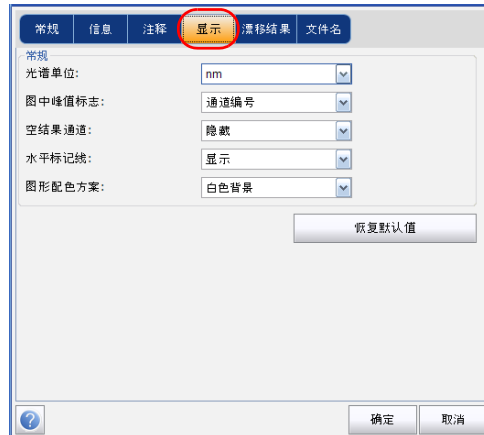 常规 信息 注释 显示 漂移结果 文件名
常规
光谱单位: nm
图中峰值标志: 通道编号
空结果通道: 隐藏
水平标记线: 显示
图形配色方案: 白色背景
恢复默认值
? 确定 取消